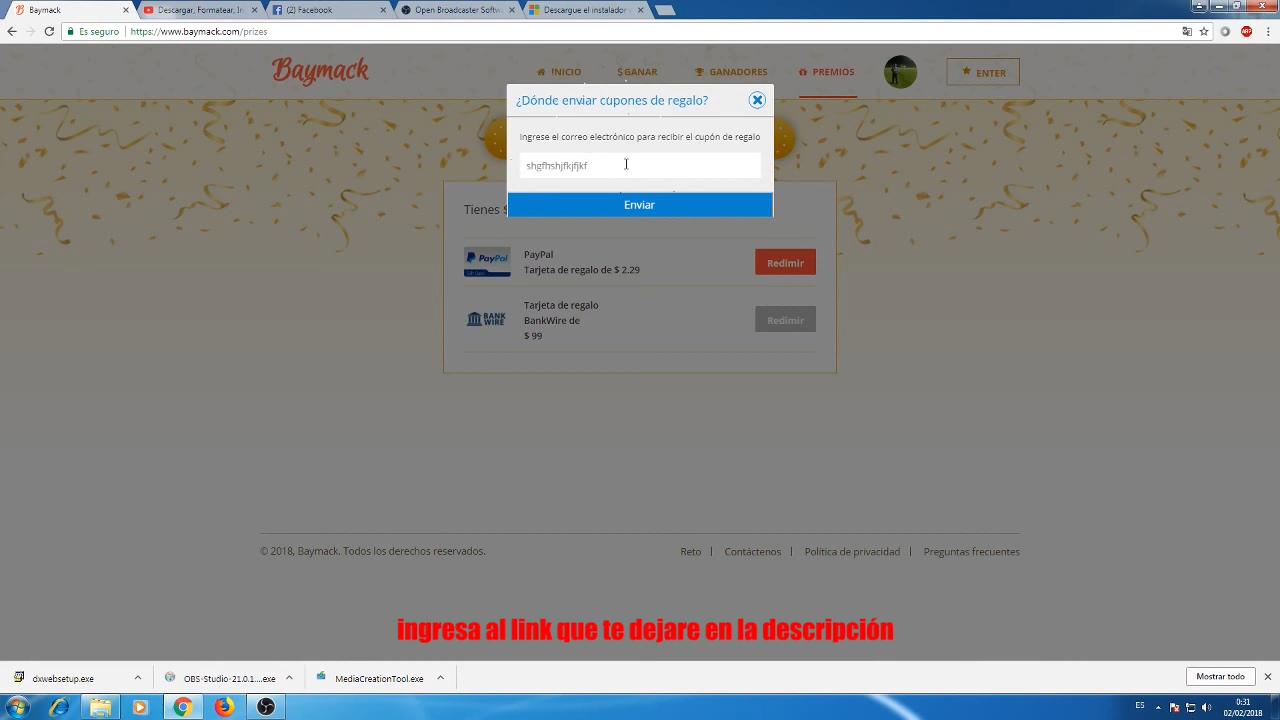 Baymack
Descargar, Formatear, In
(2) Facebook
Open Broadcaster Softw
Descargue el instalador
Es seguro
https://www.baymack.com/prizes
Baymack
INICIO
$GANAR
GANADORES
PREMIOS
ENTER
¿Dónde enviar cupones de regalo?
Ingrese el correo electrónico para recibir el cupón de regalo
shgfhshjfkjfjkf
Enviar
Tienes $
PayPal
PayPal
Tarjeta de regalo de $ 2.29
Redimir
BANK
WIRE
Tarjeta de regalo
BankWire de
$ 99
Redimir
© 2018, Baymack. Todos los derechos reservados.
Reto | Contáctenos | Política de privacidad | Preguntas frecuentes
ingresa al link que te dejare en la descripción
dxwebsetup.exe
OBS-Studio-21.0.1....exe
MediaCreationTool.exe
Mostrar todo
ES
0:31
02/02/2018